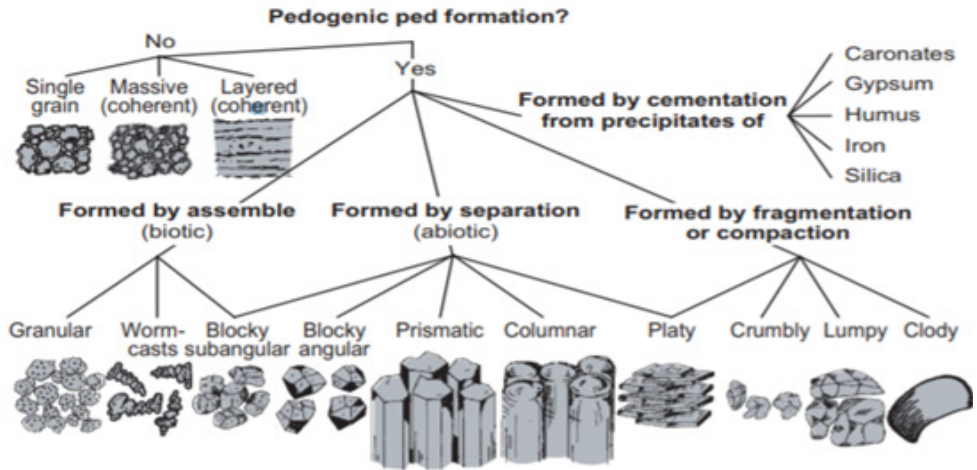 Pedogenic ped formation?
No
Yes
Single
grain
Massive
(coherent)
Layered
(coherent)
Formed by cementation
from precipitates of
Caronates
Gypsum
Humus
Iron
Silica
Formed by assemble
(biotic)
Formed by separation
(abiotic)
Formed by fragmentation
or compaction
Granular
Worm-
casts
Blocky
subangular
Blocky
angular
Prismatic
Columnar
Platy
Crumbly
Lumpy
Clody